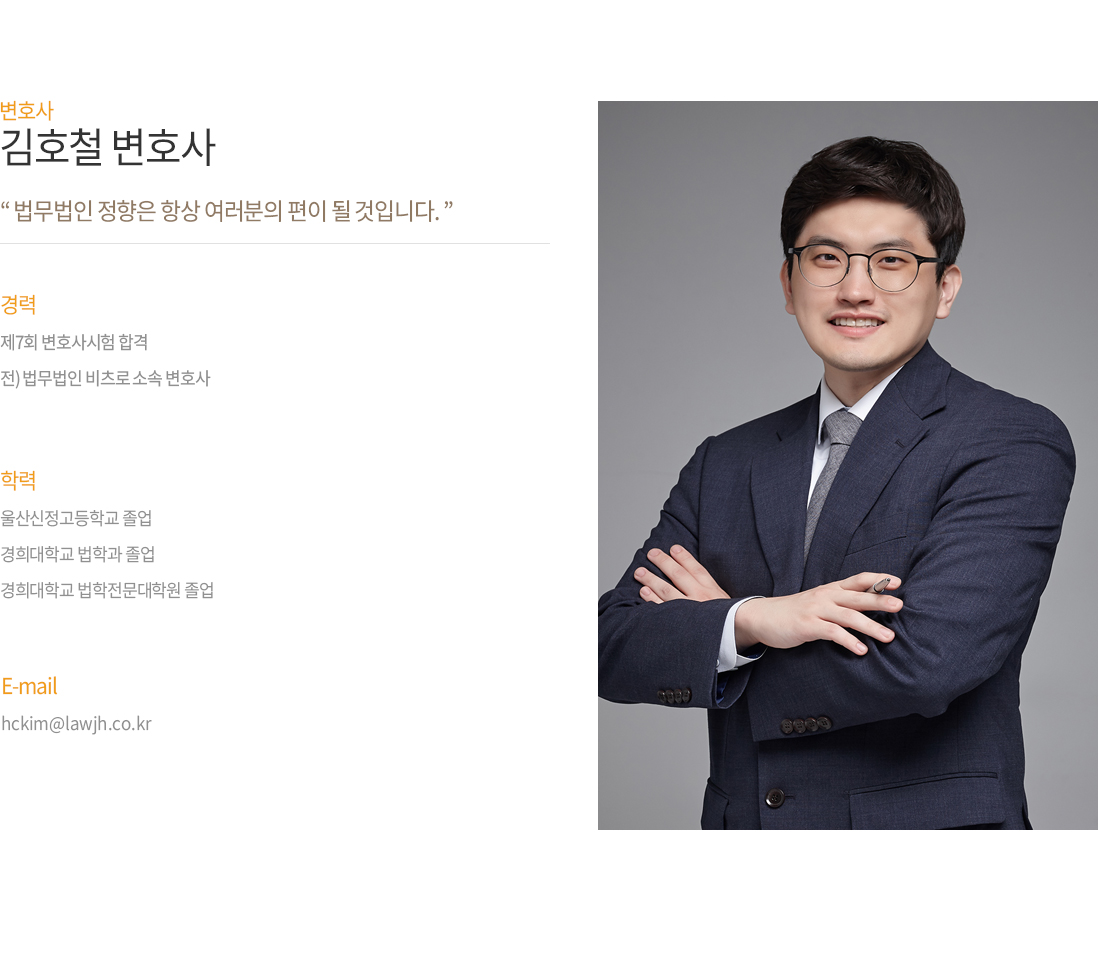 변호사
김호철 변호사
“ 법무법인 정향은 항상 여러분의 편이 될 것입니다. ”
경력
제7회 변호사시험 합격
전) 법무법인 비츠로 소속 변호사
학력
울산신정고등학교 졸업
경희대학교 법학과 졸업
경희대학교 법학전문대학원 졸업
E-mail
hckim@lawjh.co.kr